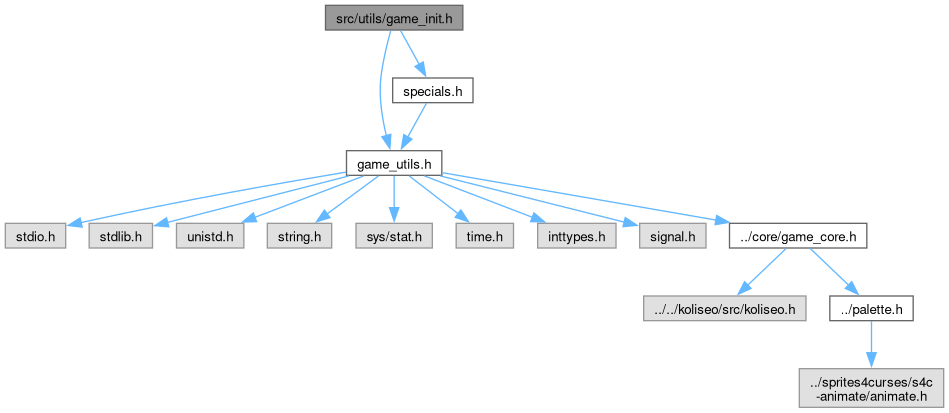 src/utils/game_init.h
specials.h
game_utils.h
stdio.h
stdlib.h
unistd.h
string.h
sys/stat.h
time.h
inttypes.h
signal.h
../core/game_core.h
../../koliseo/src/koliseo.h
../palette.h
../sprites4curses/s4c
-animate/animate.h